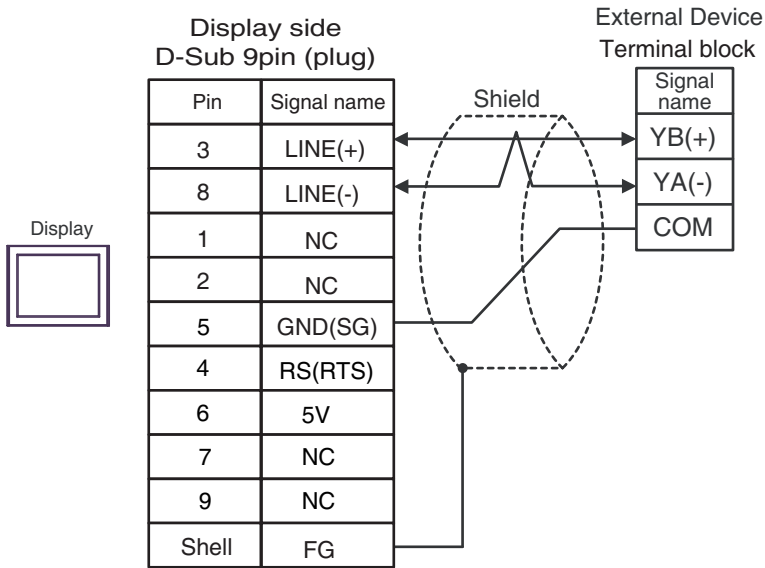 Display side
D-Sub 9pin (plug)
External Device
Terminal block
Pin Signal name
3 LINE(+)
8 LINE(-)
1 NC
2 NC
5 GND(SG)
4 RS(RTS)
6 5V
7 NC
9 NC
Shell FG
Shield
Signal
name
YB(+)
YA(-)
COM
Display